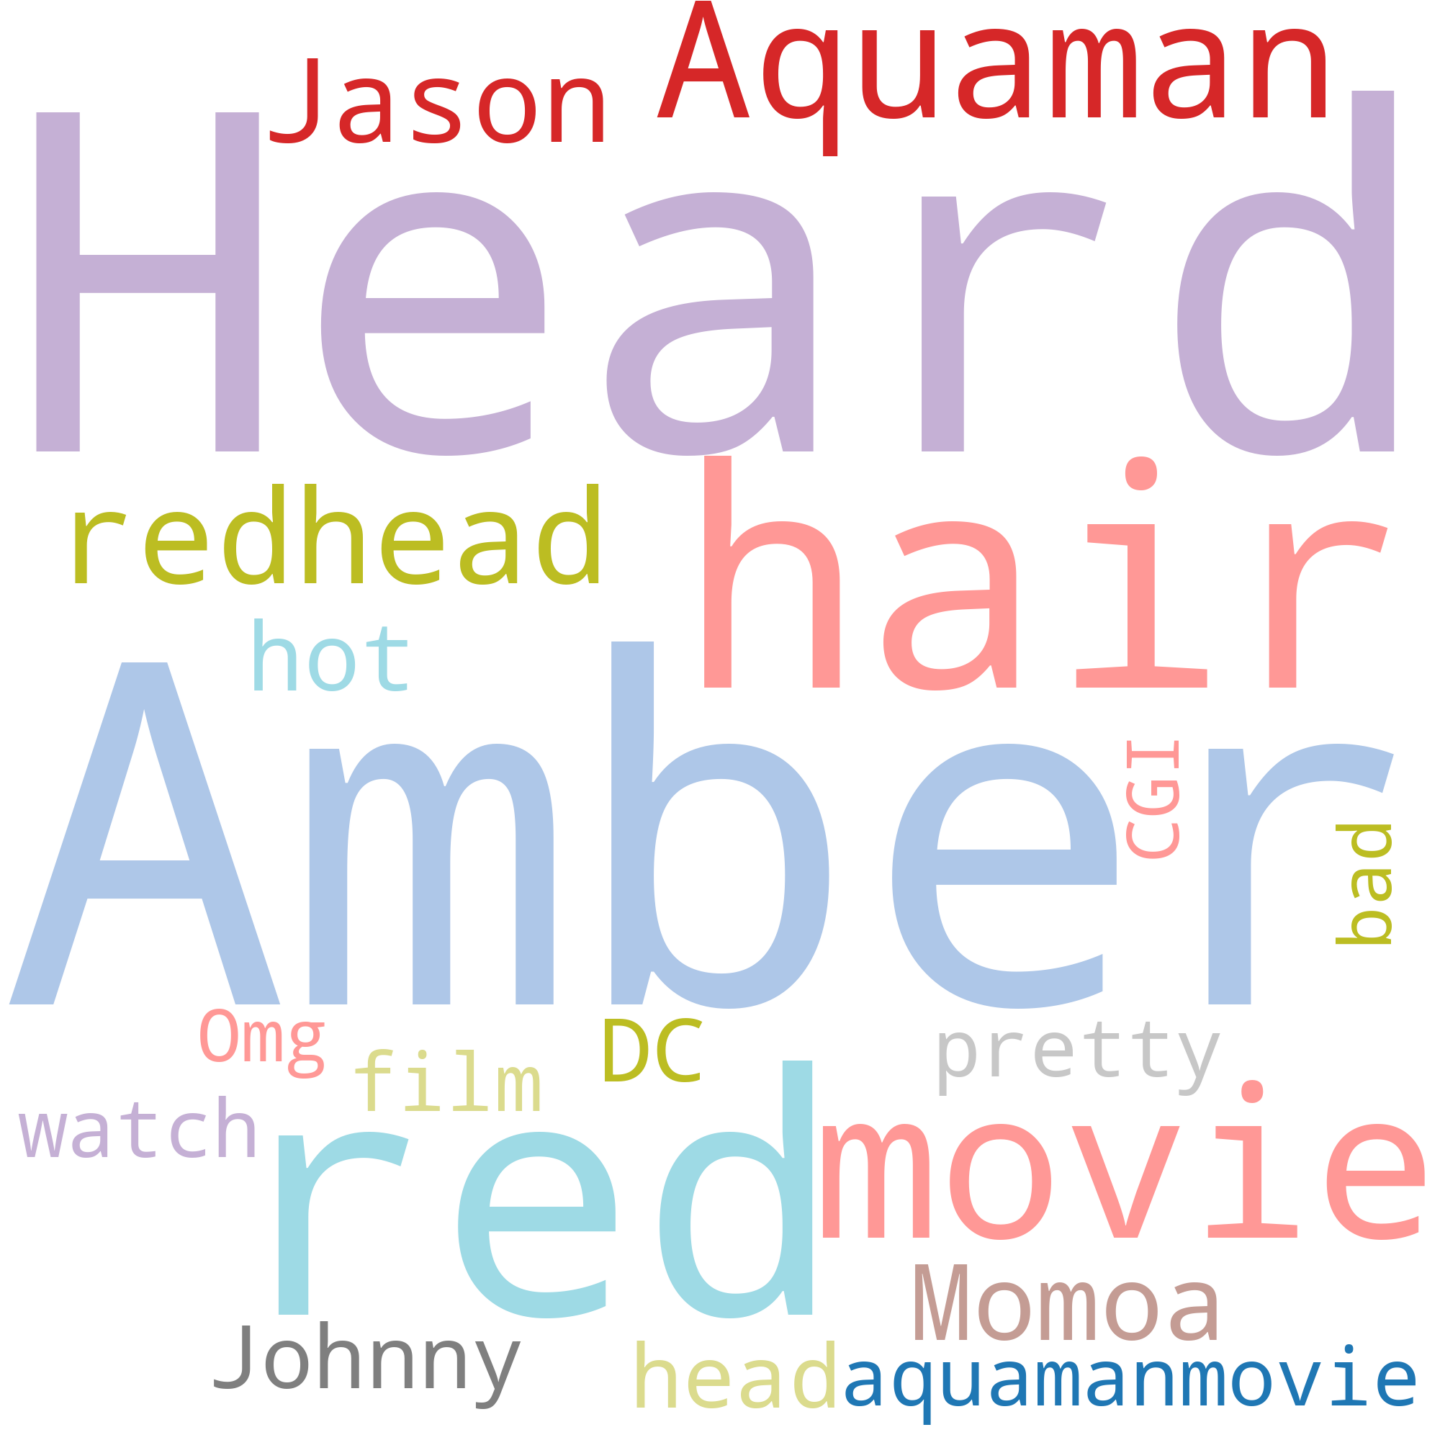 Jason Aquaman
Heard
redhead hair
hot
Amber
CGI
bad
Omg
film
DC
pretty
watch
red
movie
Momoa
Johnny
head
aquamanmovie